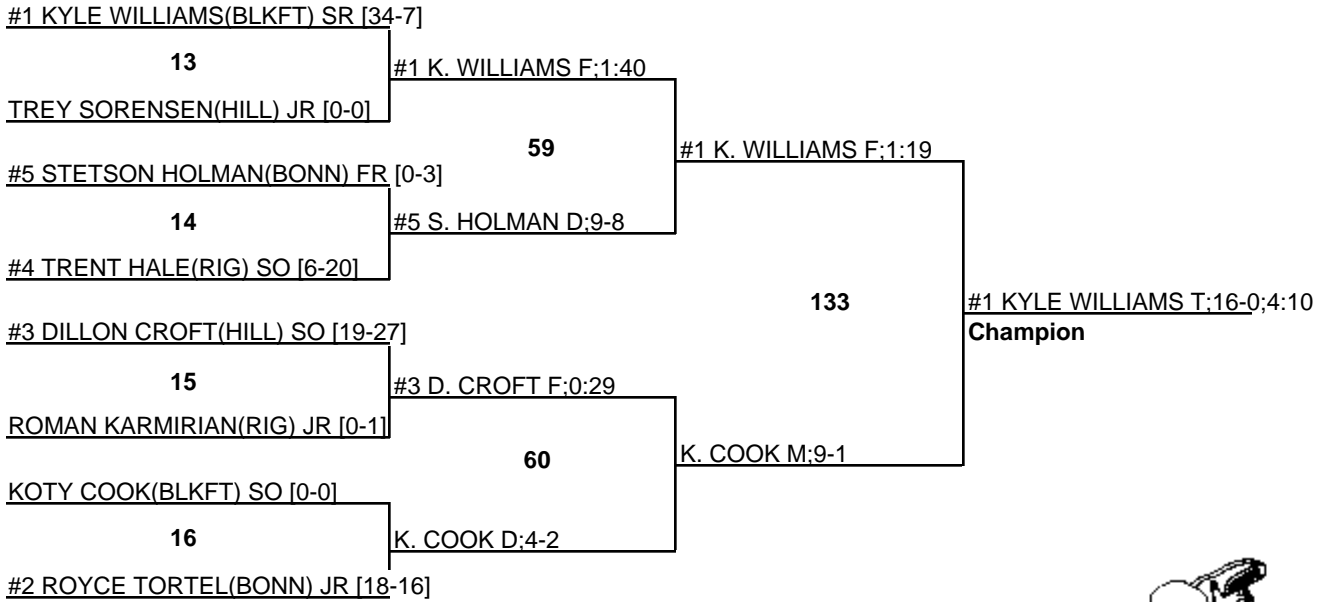 #1 KYLE WILLIAMS(BLKFT) SR [34-7]
13
#1 K. WILLIAMS F;1:40
TREY SORENSEN(HILL) JR [0-0]
59
#1 K. WILLIAMS F;1:19
#5 STETSON HOLMAN(BONN) FR [0-3]
14
#5 S. HOLMAN D;9-8
#4 TRENT HALE(RIG) SO [6-20]
133
#1 KYLE WILLIAMS T;16-0;4:10
Champion
#3 DILLON CROFT(HILL) SO [19-27]
15
#3 D. CROFT F;0:29
ROMAN KARMIRIAN(RIG) JR [0-1]
60
K. COOK M;9-1
KOTY COOK(BLKFT) SO [0-0]
16
K. COOK D;4-2
#2 ROYCE TORTEL(BONN) JR [18-16]